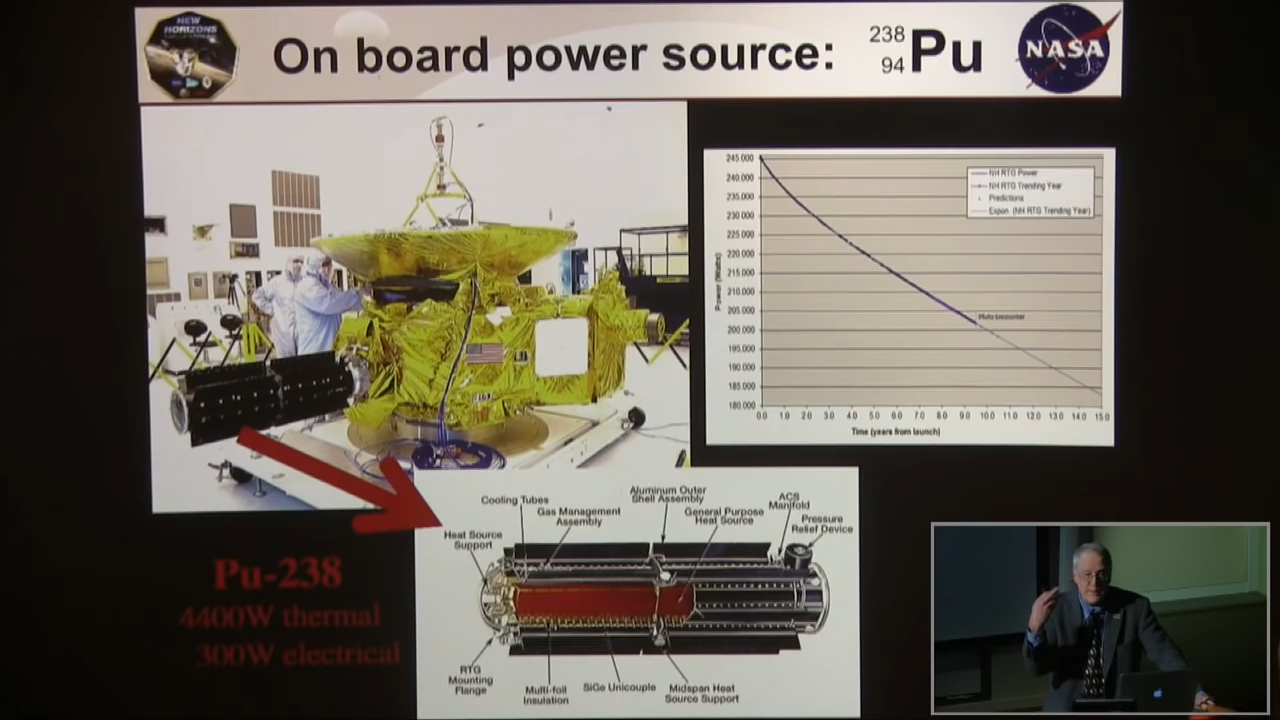 NEW
HORIZONS
On board power source:
238
94
Pu
NASA
245.000
240.000
235.000
230.000
225.000
220.000
215.000
210.000
205.000
200.000
195.000
190.000
185.000
180.000
0.0 1.0 2.0 3.0 4.0 5.0 6.0 7.0 8.0 9.0 10.0 11.0 12.0 13.0 14.0 15.0
Power (Watts)
Time (years from launch)
NH RTG Power
NH RTG Trending Year
Predictions
Expon. (NH RTG Trending Year)
Pluto Encounter
Pu-238
4400W thermal
300W electrical
Cooling Tubes
Gas Management
Assembly
Aluminum Outer
Shell Assembly
General Purpose
Heat Source
ACS
Manifold
Pressure
Relief Device
Heat Source
Support
RTG
Mounting
Flange
Multi-foil
Insulation
SiGe Unicouple
Midspan Heat
Source Support